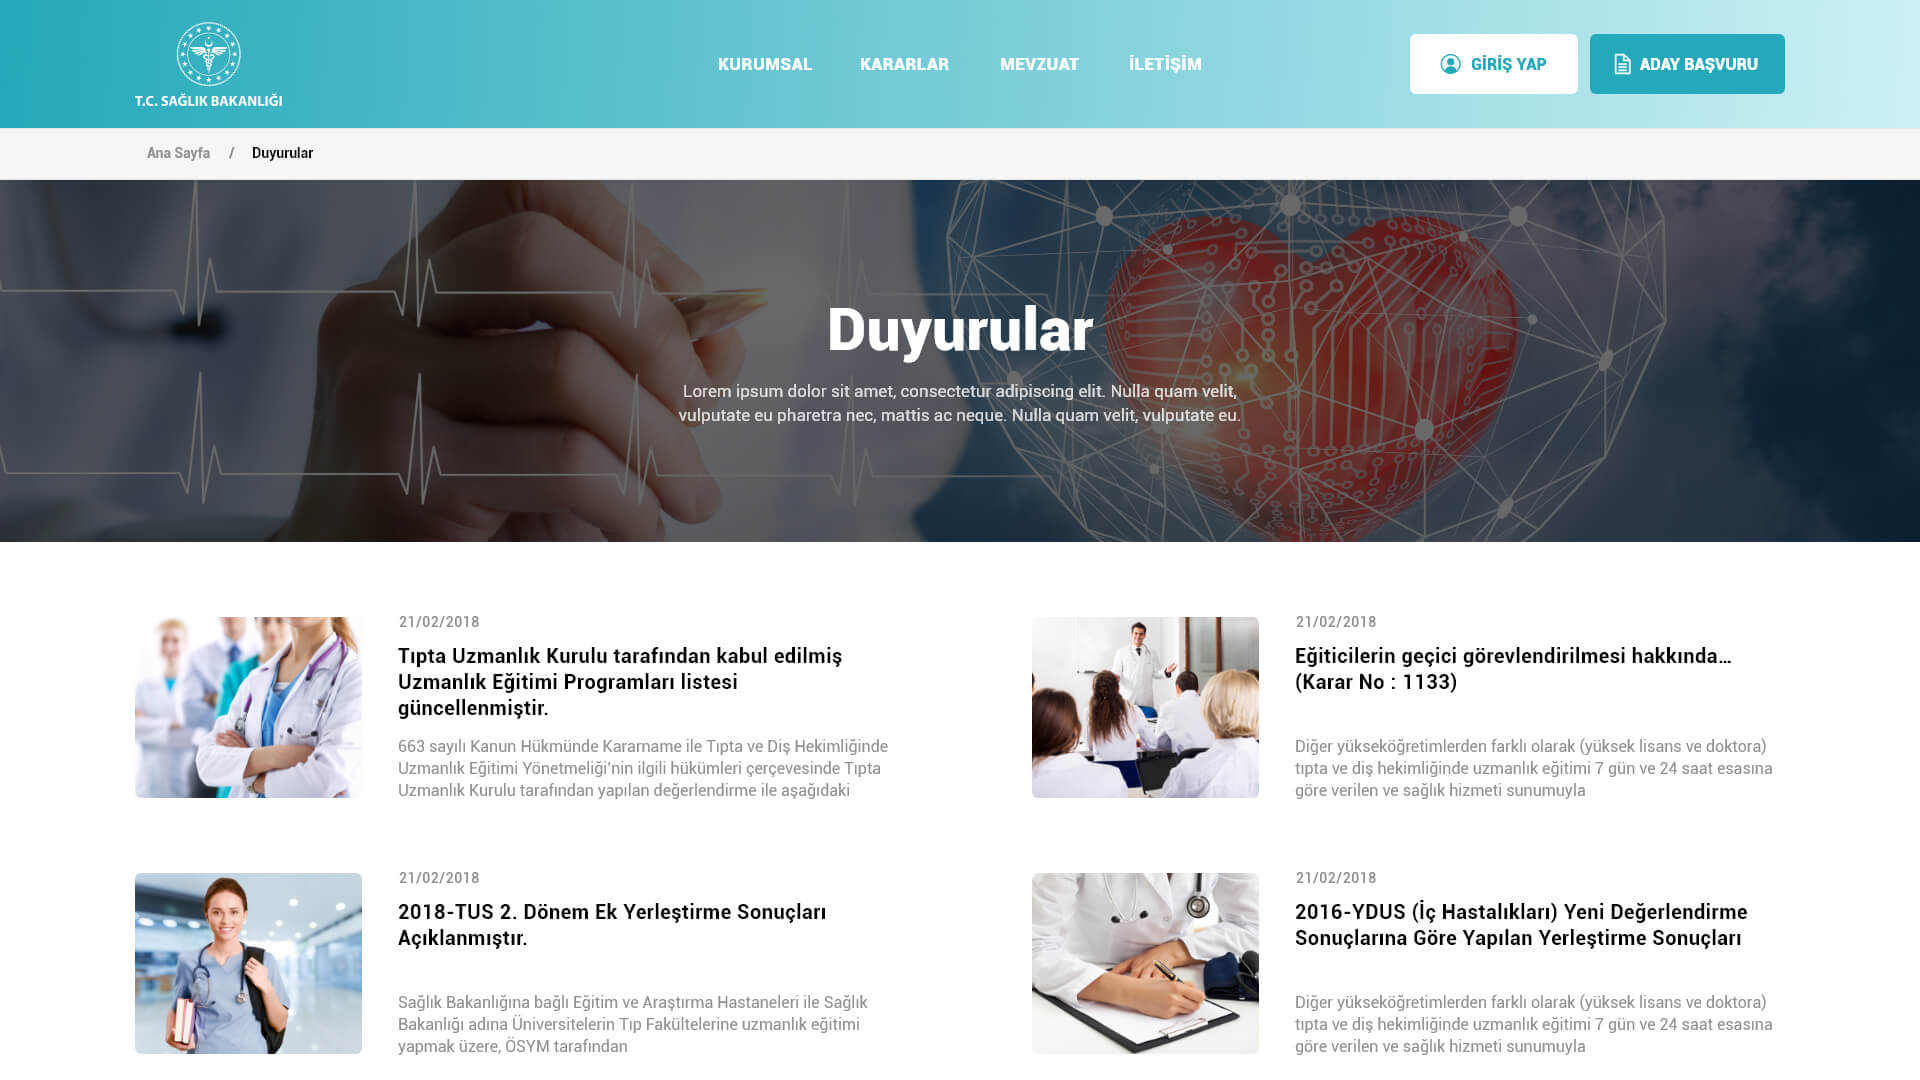 T.C. SAĞLIK BAKANLIĞI
KURUMSAL
KARARLAR
MEVZUAT
İLETİŞİM
GİRİŞ YAP
ADAY BAŞVURU
Ana Sayfa / Duyurular
Duyurular
Lorem ipsum dolor sit amet, consectetur adipiscing elit. Nulla quam velit,
vulputate eu pharetra nec, mattis ac neque. Nulla quam velit, vulputate eu.
21/02/2018
Tıpta Uzmanlık Kurulu tarafından kabul edilmiş
Uzmanlık Eğitimi Programları listesi
güncellenmiştir.
663 sayılı Kanun Hükmünde Kararname ile Tıpta ve Diş Hekimliğinde
Uzmanlık Eğitimi Yönetmeliği'nin ilgili hükümleri çerçevesinde Tıpta
Uzmanlık Kurulu tarafından yapılan değerlendirme ile aşağıdaki
21/02/2018
Eğiticilerin geçici görevlendirilmesi hakkında…
(Karar No : 1133)
Diğer yükseköğretimlerden farklı olarak (yüksek lisans ve doktora)
tıpta ve diş hekimliğinde uzmanlık eğitimi 7 gün ve 24 saat esasına
göre verilen ve sağlık hizmeti sunumuyla
21/02/2018
2018-TUS 2. Dönem Ek Yerleştirme Sonuçları
Açıklanmıştır.
Sağlık Bakanlığına bağlı Eğitim ve Araştırma Hastaneleri ile Sağlık
Bakanlığı adına Üniversitelerin Tıp Fakültelerine uzmanlık eğitimi
yapmak üzere, ÖSYM tarafından
21/02/2018
2016-YDUS (İç Hastalıkları) Yeni Değerlendirme
Sonuçlarına Göre Yapılan Yerleştirme Sonuçları
Diğer yükseköğretimlerden farklı olarak (yüksek lisans ve doktora)
tıpta ve diş hekimliğinde uzmanlık eğitimi 7 gün ve 24 saat esasına
göre verilen ve sağlık hizmeti sunumuyla